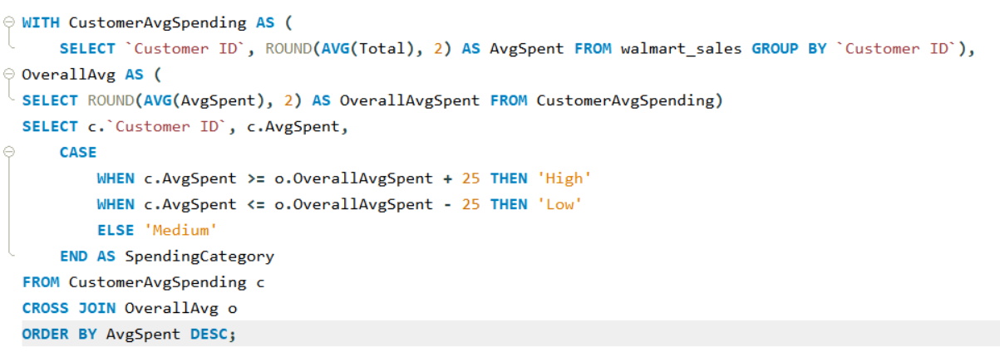 WITH CustomerAvgSpending AS (
    SELECT `Customer ID`, ROUND(AVG(Total), 2) AS AvgSpent FROM walmart_sales GROUP BY `Customer ID`),
OverallAvg AS (
SELECT ROUND(AVG(AvgSpent), 2) AS OverallAvgSpent FROM CustomerAvgSpending)
SELECT c.`Customer ID`, c.AvgSpent,
    CASE
        WHEN c.AvgSpent >= o.OverallAvgSpent + 25 THEN 'High'
        WHEN c.AvgSpent <= o.OverallAvgSpent - 25 THEN 'Low'
        ELSE 'Medium'
    END AS SpendingCategory
FROM CustomerAvgSpending c
CROSS JOIN OverallAvg o
ORDER BY AvgSpent DESC;